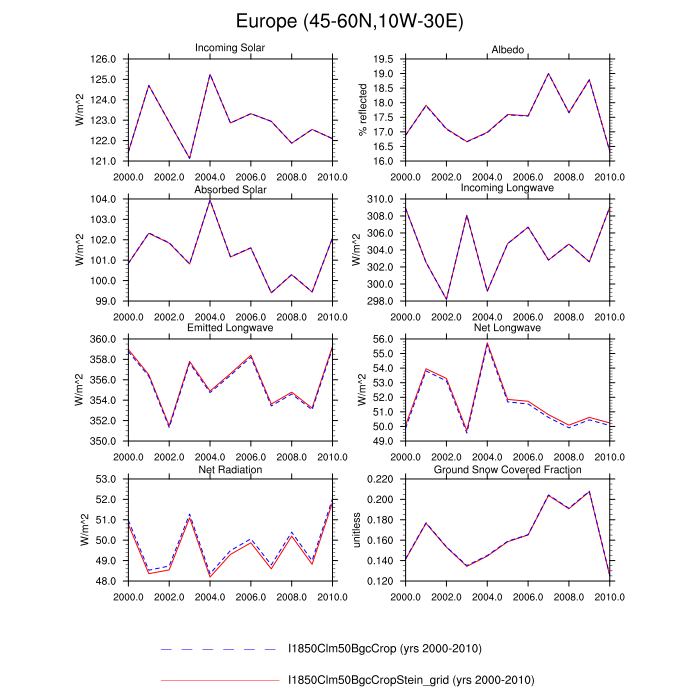 Europe (45-60N,10W-30E)
Incoming Solar
W/m^2
126.0
125.0
124.0
123.0
122.0
121.0
2000.0 2002.0 2004.0 2006.0 2008.0 2010.0
Albedo
% reflected
19.5
19.0
18.5
18.0
17.5
17.0
16.5
16.0
2000.0 2002.0 2004.0 2006.0 2008.0 2010.0
Absorbed Solar
W/m^2
104.0
103.0
102.0
101.0
100.0
99.0
2000.0 2002.0 2004.0 2006.0 2008.0 2010.0
Incoming Longwave
W/m^2
310.0
308.0
306.0
304.0
302.0
300.0
298.0
2000.0 2002.0 2004.0 2006.0 2008.0 2010.0
Emitted Longwave
W/m^2
360.0
358.0
356.0
354.0
352.0
350.0
2000.0 2002.0 2004.0 2006.0 2008.0 2010.0
Net Longwave
W/m^2
56.0
55.0
54.0
53.0
52.0
51.0
50.0
49.0
2000.0 2002.0 2004.0 2006.0 2008.0 2010.0
Net Radiation
W/m^2
53.0
52.0
51.0
50.0
49.0
48.0
2000.0 2002.0 2004.0 2006.0 2008.0 2010.0
Ground Snow Covered Fraction
unitless
0.220
0.200
0.180
0.160
0.140
0.120
2000.0 2002.0 2004.0 2006.0 2008.0 2010.0
I1850Clm50BgcCrop (yrs 2000-2010)
I1850Clm50BgcCropStein_grid (yrs 2000-2010)